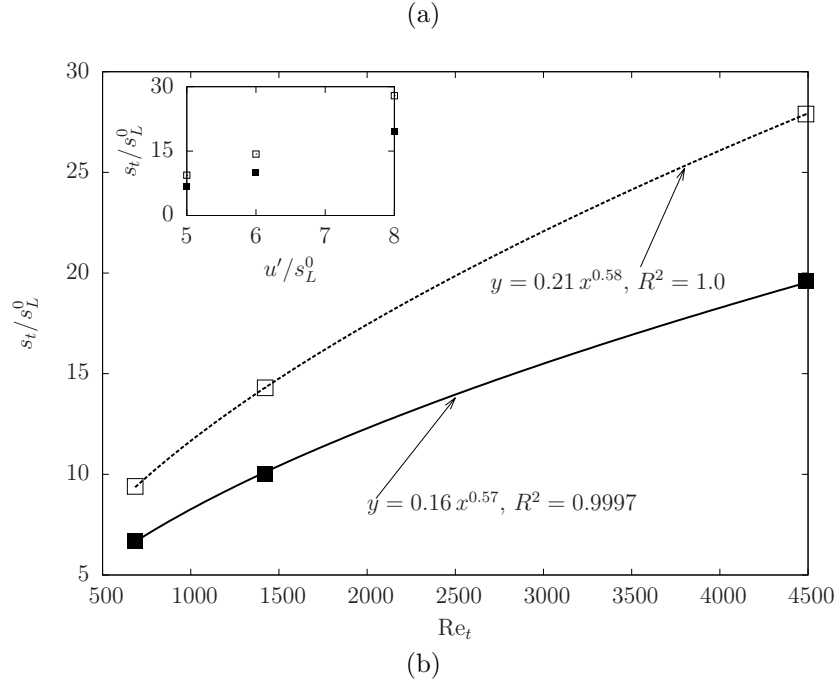 (a)
30
25
20
15
10
5
s_t/s_L^0
30
15
0
s_t/s_L^0
5 6 7 8
u′/s_L^0
y = 0.21 x^{0.58}, R^2 = 1.0
y = 0.16 x^{0.57}, R^2 = 0.9997
500 1000 1500 2000 2500 3000 3500 4000 4500
Re_t
(b)